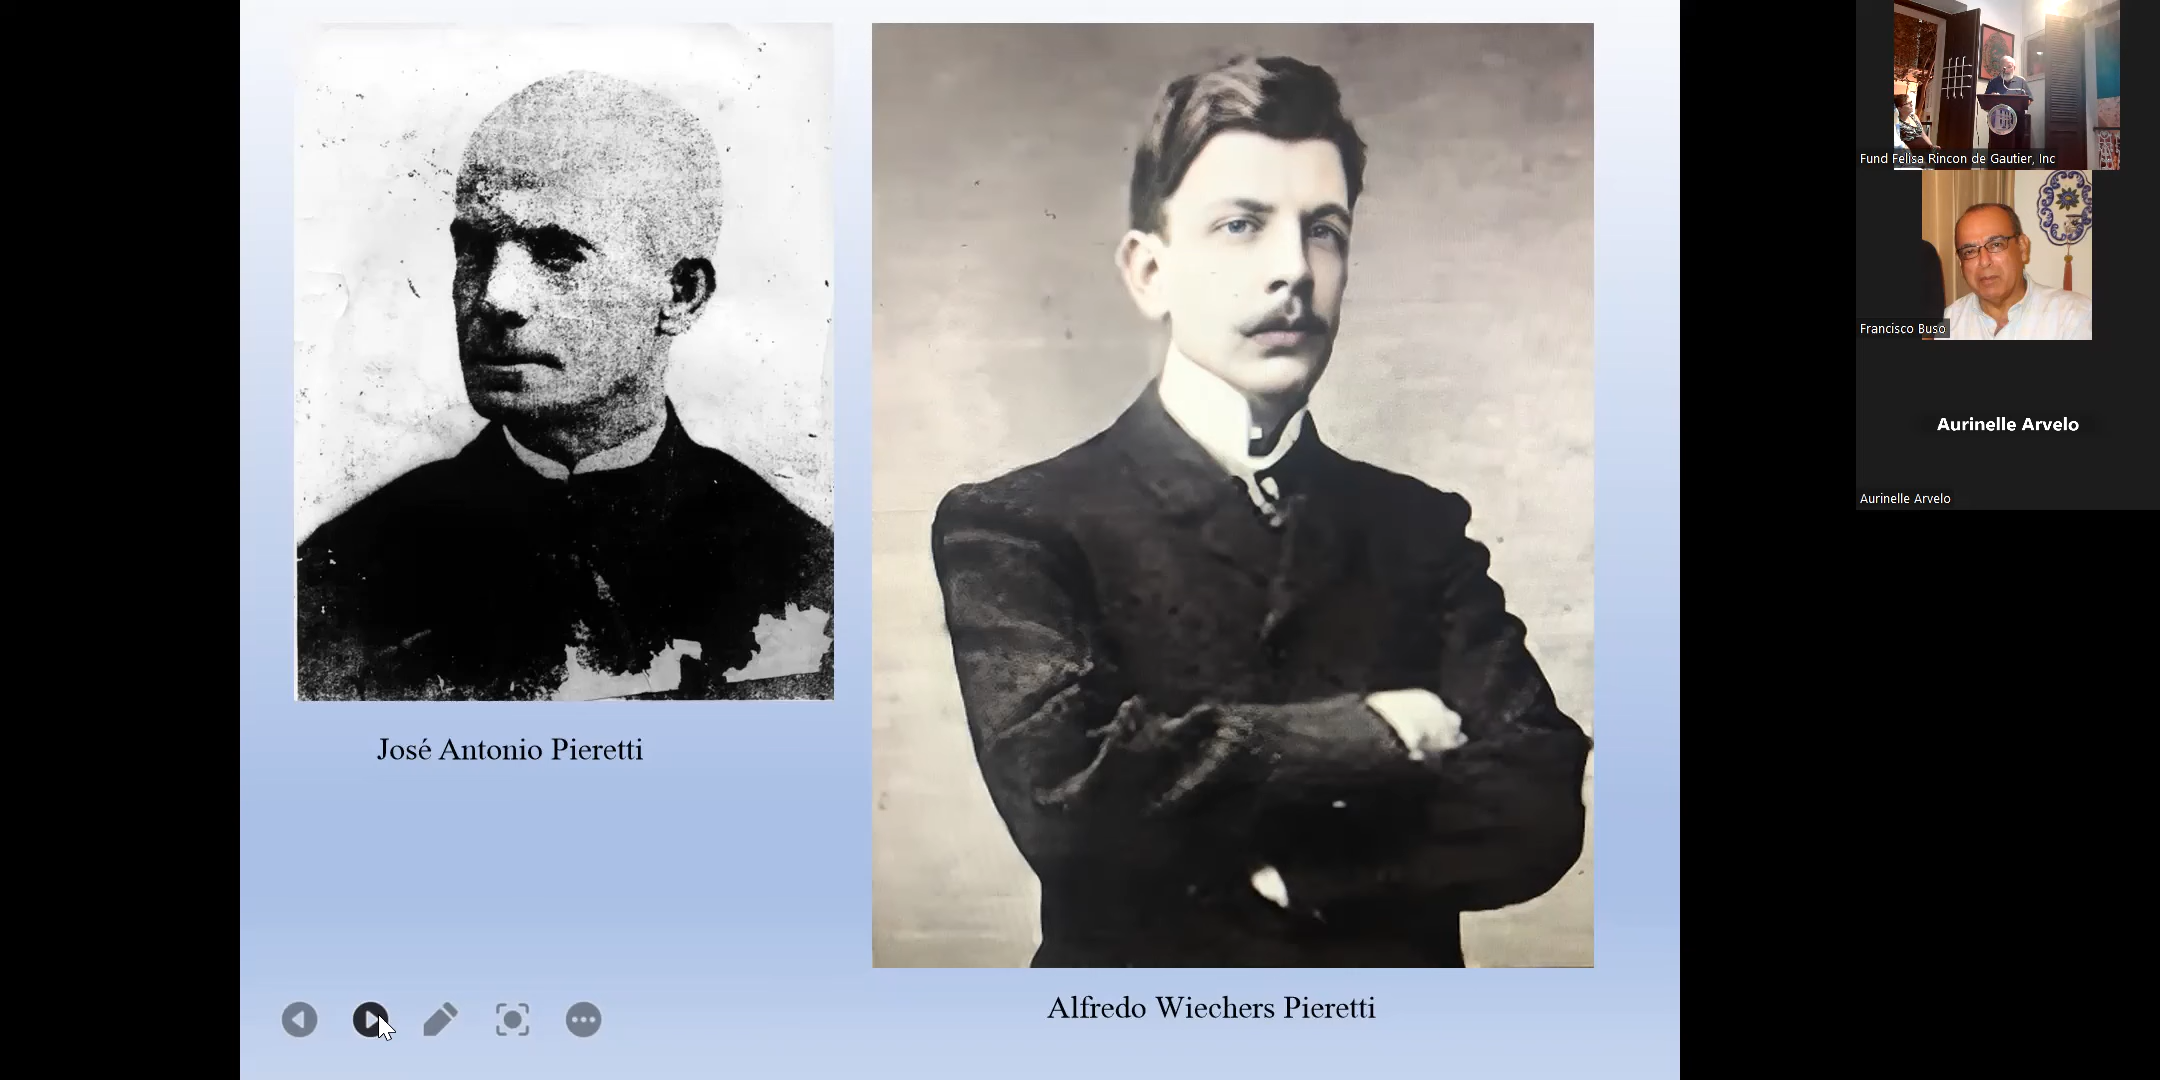 José Antonio Pieretti
Alfredo Wiechers Pieretti
Fund Felisa Rincon de Gautier, Inc
Francisco Buso
Aurinelle Arvelo
Aurinelle Arvelo